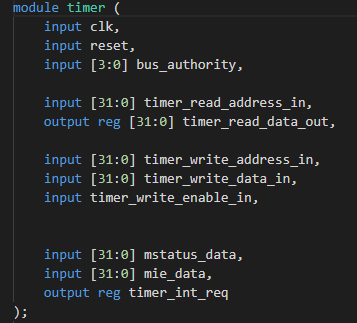 module timer (
input clk,
input reset,
input [3:0] bus_authority,
input [31:0] timer_read_address_in,
output reg [31:0] timer_read_data_out,
input [31:0] timer_write_address_in,
input [31:0] timer_write_data_in,
input timer_write_enable_in,
input [31:0] mstatus_data,
input [31:0] mie_data,
output reg timer_int_req
);